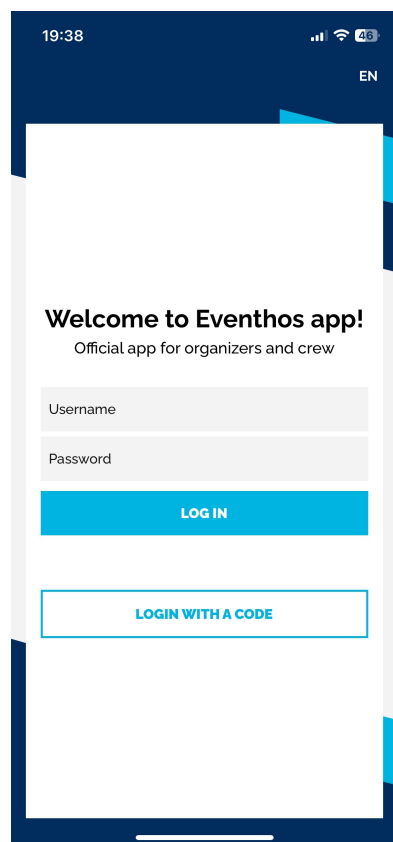 19:38
46
EN
Welcome to Eventhos app!
Official app for organizers and crew
Username
Password
LOG IN
LOGIN WITH A CODE